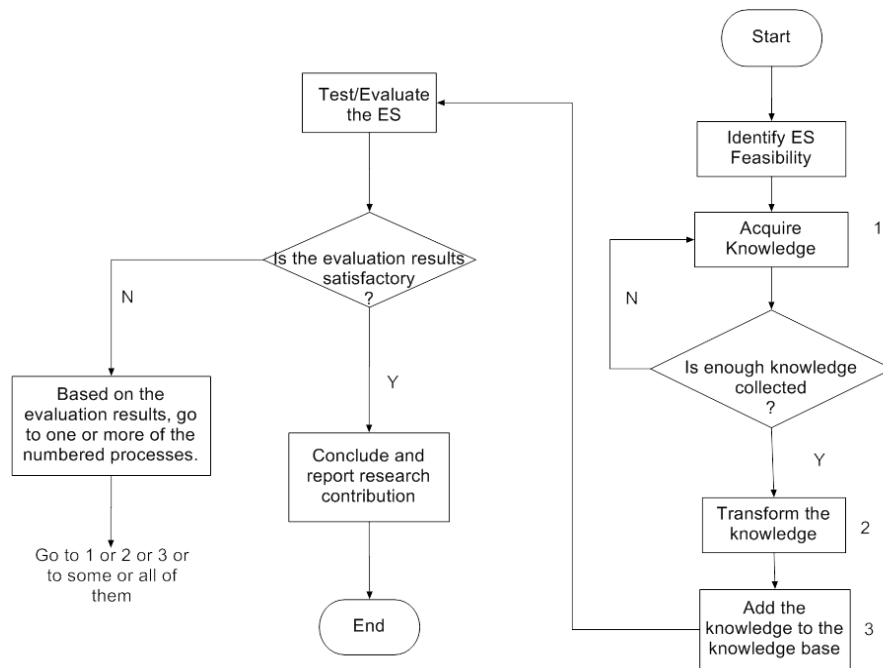 Start
Identify ES
Feasibility
Acquire
Knowledge
1
N
Is enough knowledge
collected
?
Y
Transform the
knowledge
2
Add the
knowledge to the
knowledge base
3
Test/Evaluate
the ES
Is the evaluation results
satisfactory
?
N
Based on the
evaluation results, go
to one or more of the
numbered processes.
Go to 1 or 2 or 3 or
to some or all of
them
Y
Conclude and
report research
contribution
End